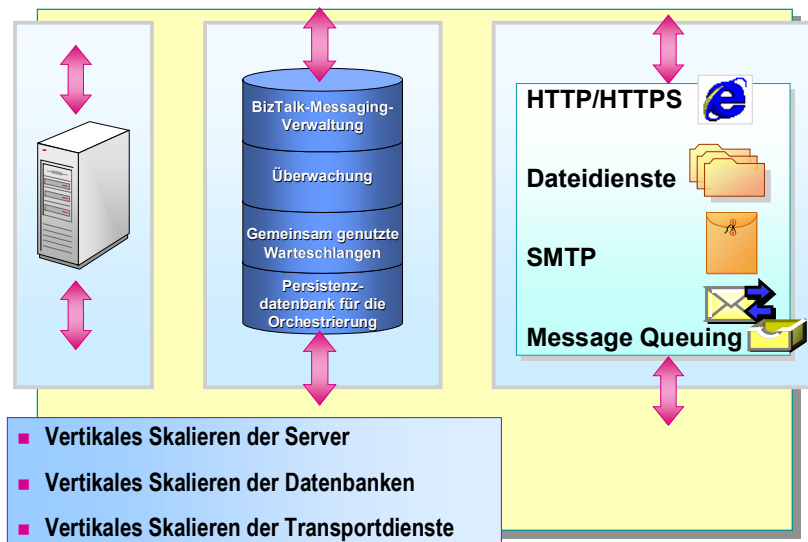 BizTalk-Messaging-
Verwaltung
Überwachung
Gemeinsam genutzte
Warteschlangen
Persistenz-
datenbank für die
Orchestrierung
HTTP/HTTPS
Dateidienste
SMTP
Message Queuing
Vertikales Skalieren der Server
Vertikales Skalieren der Datenbanken
Vertikales Skalieren der Transportdienste